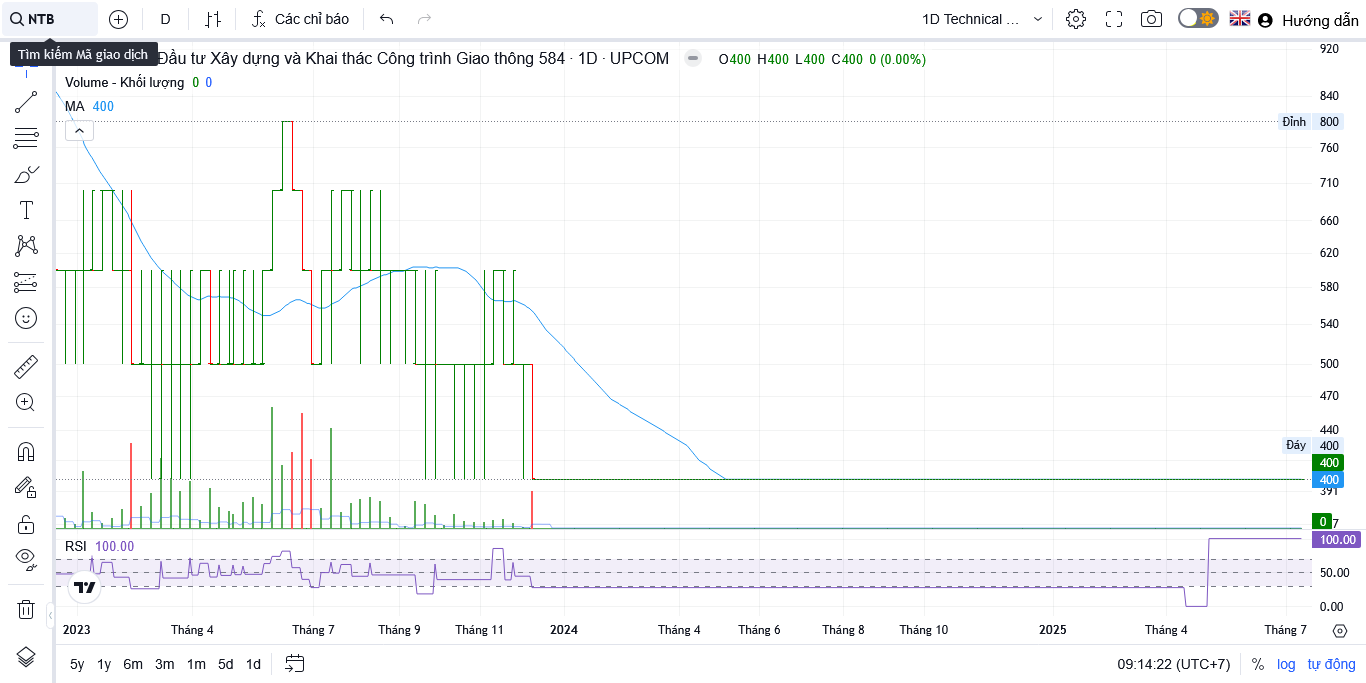 NTB
D
Các chỉ báo
1D Technical ...
Hướng dẫn
Tìm kiếm Mã giao dịch
Đầu tư Xây dựng và Khai thác Công trình Giao thông 584 · 1D · UPCOM
O400 H400 L400 C400 0 (0.00%)
Volume - Khối lượng 0 0
MA 400
920
840
Đỉnh 800
760
710
660
620
580
540
500
470
440
Đáy 400
400
400
391
0
7
RSI 100.00
100.00
50.00
0.00
2023 Tháng 4 Tháng 7 Tháng 9 Tháng 11 2024 Tháng 4 Tháng 6 Tháng 8 Tháng 10 2025 Tháng 4 Tháng 7
5y 1y 6m 3m 1m 5d 1d
09:14:22 (UTC+7) % log tự động